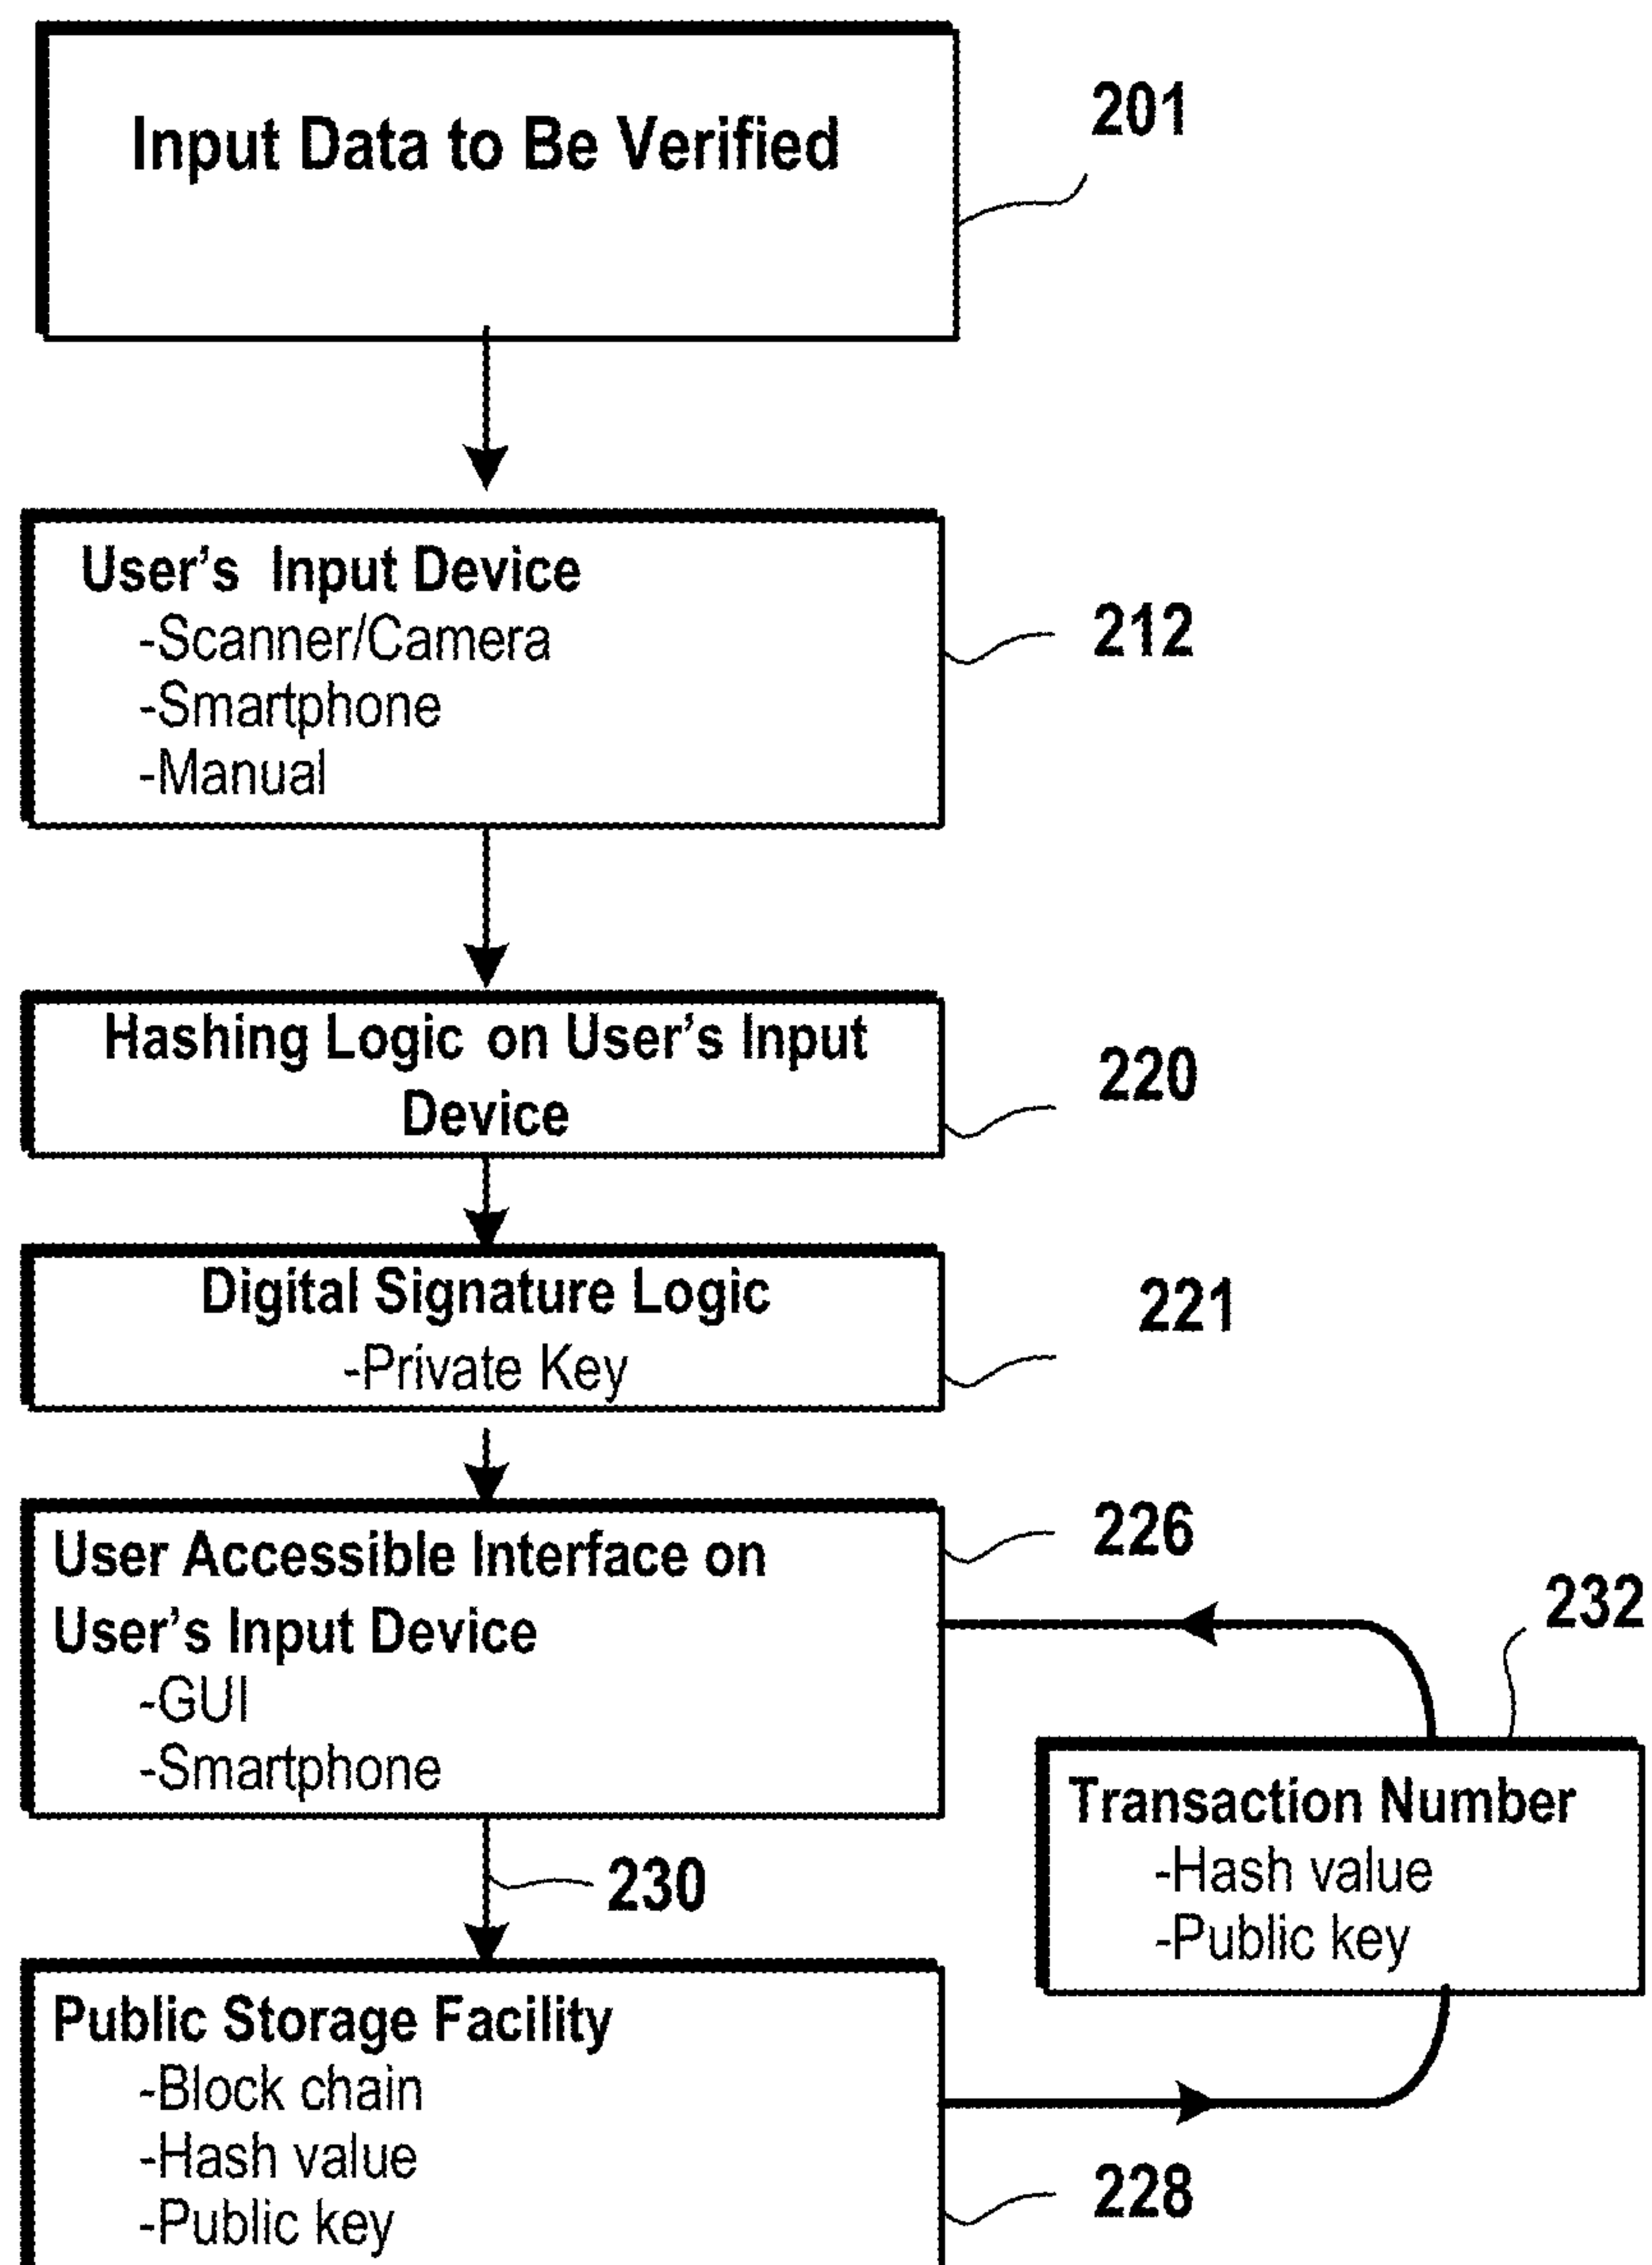 Input Data to Be Verified
201
User's Input Device
-Scanner/Camera
-Smartphone
-Manual
212
Hashing Logic on User's Input
Device
220
Digital Signature Logic
-Private Key
221
User Accessible Interface on
User's Input Device
-GUI
-Smartphone
226
232
Transaction Number
-Hash value
-Public key
230
Public Storage Facility
-Block chain
-Hash value
-Public key
228